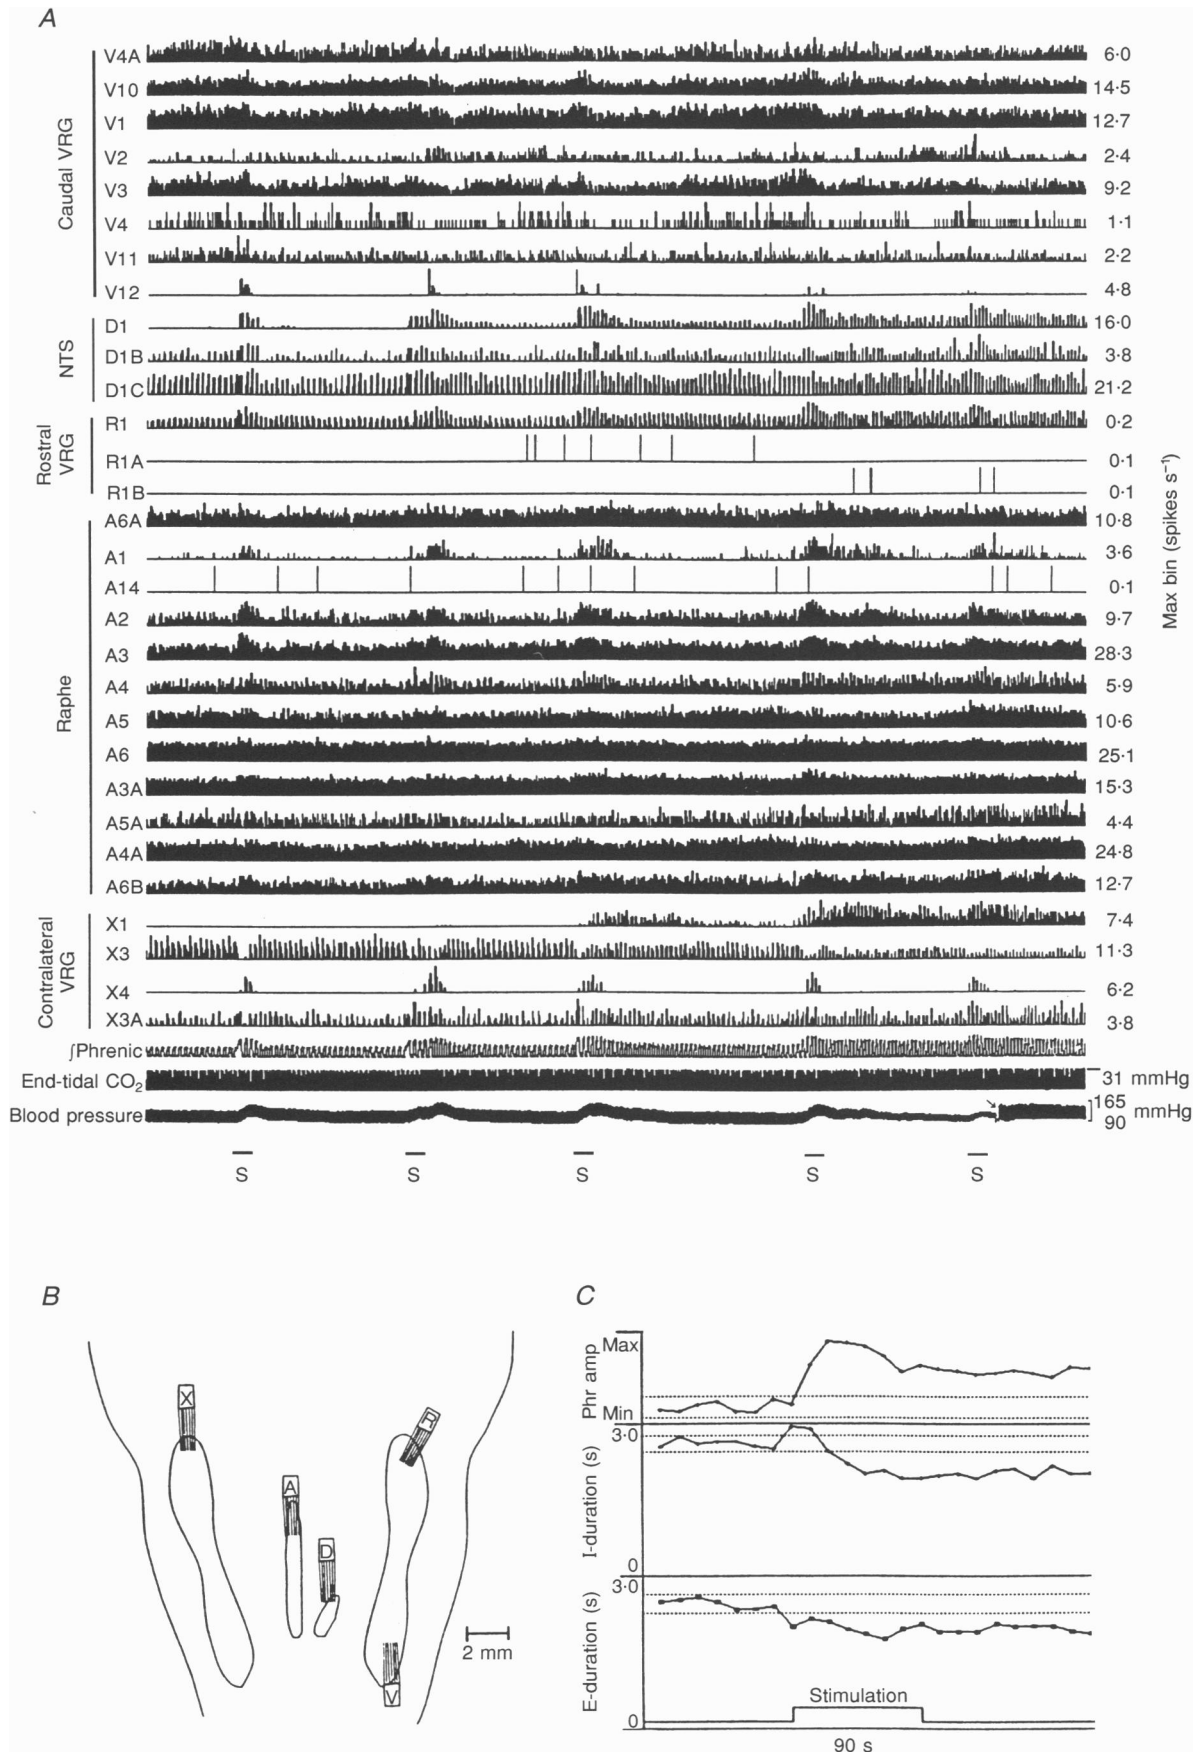 A
Caudal VRG
V4A 6·0
V10 14·5
V1 12·7
V2 2·4
V3 9·2
V4 1·1
V11 2·2
V12 4·8
NTS
D1 16·0
D1B 3·8
D1C 21·2
Rostral
VRG
R1 0·2
R1A 0·1
R1B 0·1
Raphe
A6A 10·8
A1 3·6
A14 0·1
A2 9·7
A3 28·3
A4 5·9
A5 10·6
A6 25·1
A3A 15·3
A5A 4·4
A4A 24·8
A6B 12·7
Contralateral
VRG
X1 7·4
X3 11·3
X4 6·2
X3A 3·8
Max bin (spikes s⁻¹)
∫Phrenic
End-tidal CO₂ 31 mmHg
Blood pressure 165
90 mmHg
S S S S S
B
X
A
D
R
V
2 mm
C
Phr amp
Max
Min
I-duration (s)
3·0
0
E-duration (s)
3·0
0
Stimulation
90 s